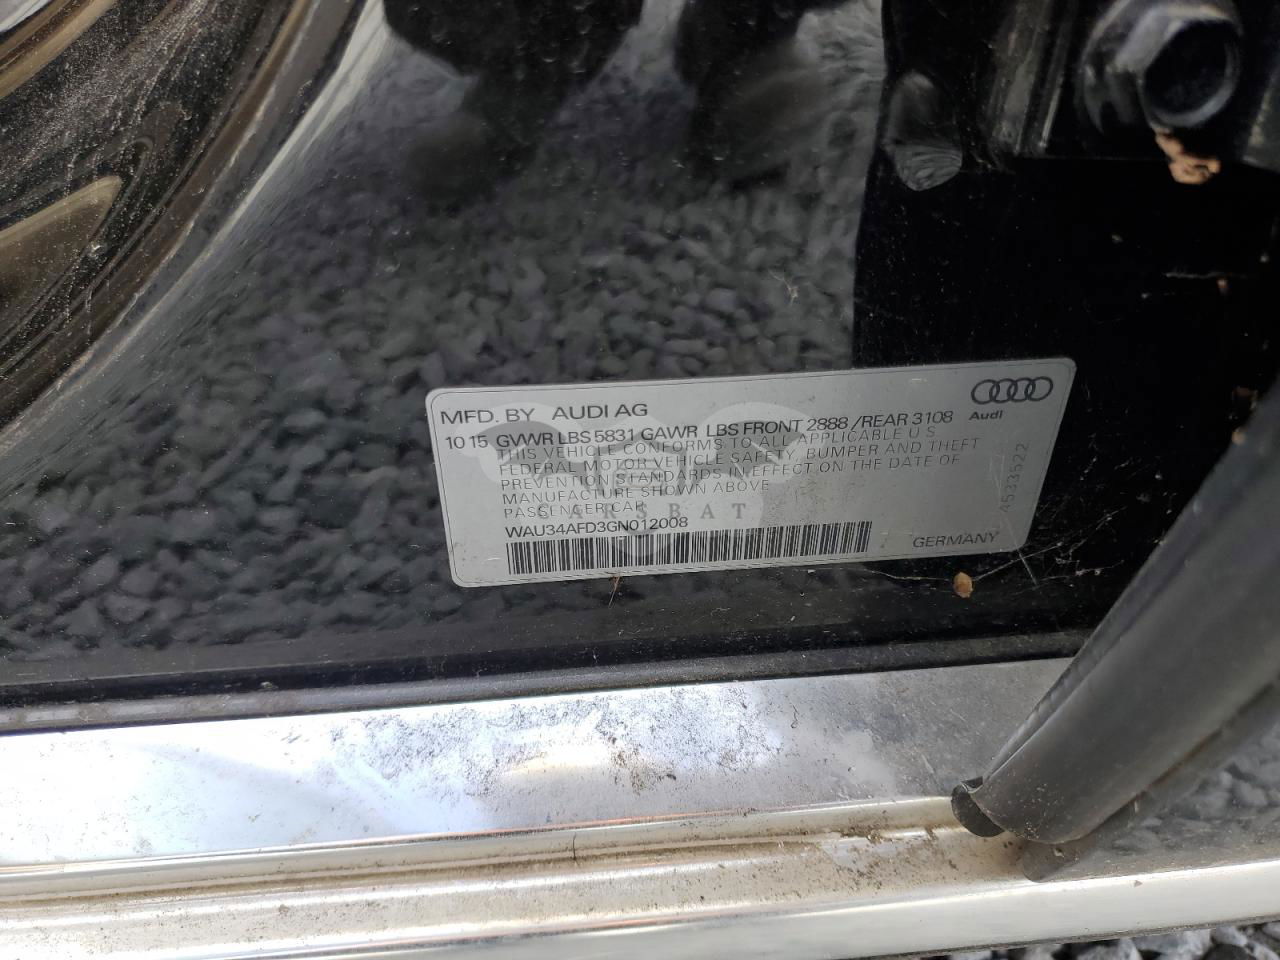 MFD. BY AUDI AG
Audi
10 15 GVWR LBS 5831 GAWR LBS FRONT 2888 / REAR 3108
THIS VEHICLE CONFORMS TO ALL APPLICABLE U S
FEDERAL MOTOR VEHICLE SAFETY, BUMPER AND THEFT
PREVENTION STANDARDS IN EFFECT ON THE DATE OF
MANUFACTURE SHOWN ABOVE
PASSENGER CAR
CARSBAT
WAU34AFD3GN012008
GERMANY
4533522